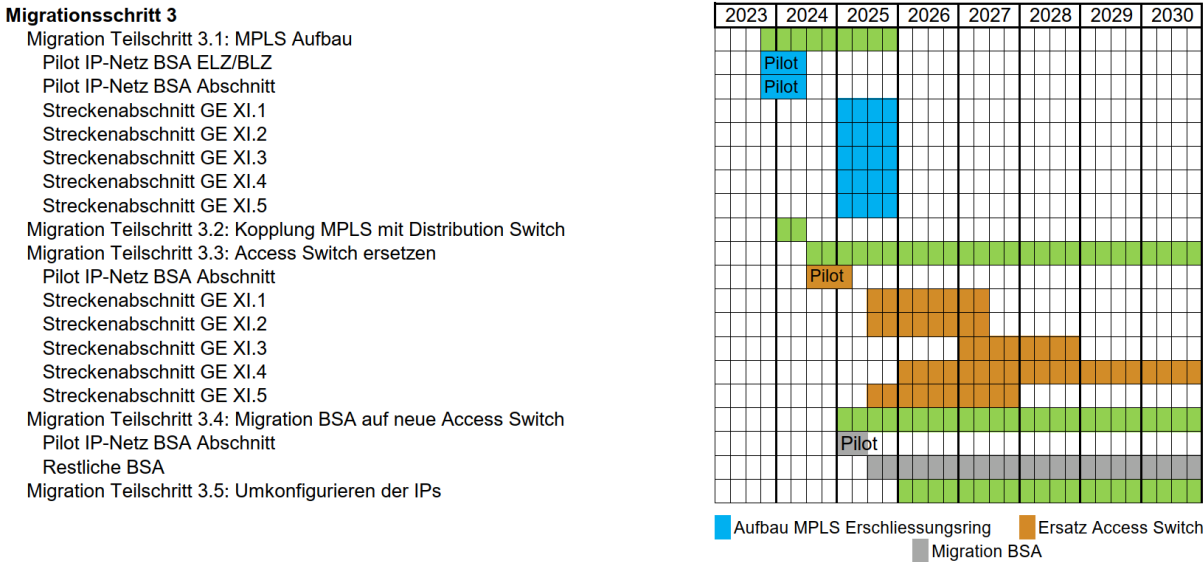 Migrationsschritt 3
2023 2024 2025 2026 2027 2028 2029 2030
Migration Teilschritt 3.1: MPLS Aufbau
Pilot IP-Netz BSA ELZ/BLZ Pilot
Pilot IP-Netz BSA Abschnitt Pilot
Streckenabschnitt GE XI.1
Streckenabschnitt GE XI.2
Streckenabschnitt GE XI.3
Streckenabschnitt GE XI.4
Streckenabschnitt GE XI.5
Migration Teilschritt 3.2: Kopplung MPLS mit Distribution Switch
Migration Teilschritt 3.3: Access Switch ersetzen
Pilot IP-Netz BSA Abschnitt Pilot
Streckenabschnitt GE XI.1
Streckenabschnitt GE XI.2
Streckenabschnitt GE XI.3
Streckenabschnitt GE XI.4
Streckenabschnitt GE XI.5
Migration Teilschritt 3.4: Migration BSA auf neue Access Switch
Pilot IP-Netz BSA Abschnitt Pilot
Restliche BSA
Migration Teilschritt 3.5: Umkonfigurieren der IPs
Aufbau MPLS Erschliessungsring Ersatz Access Switch
Migration BSA